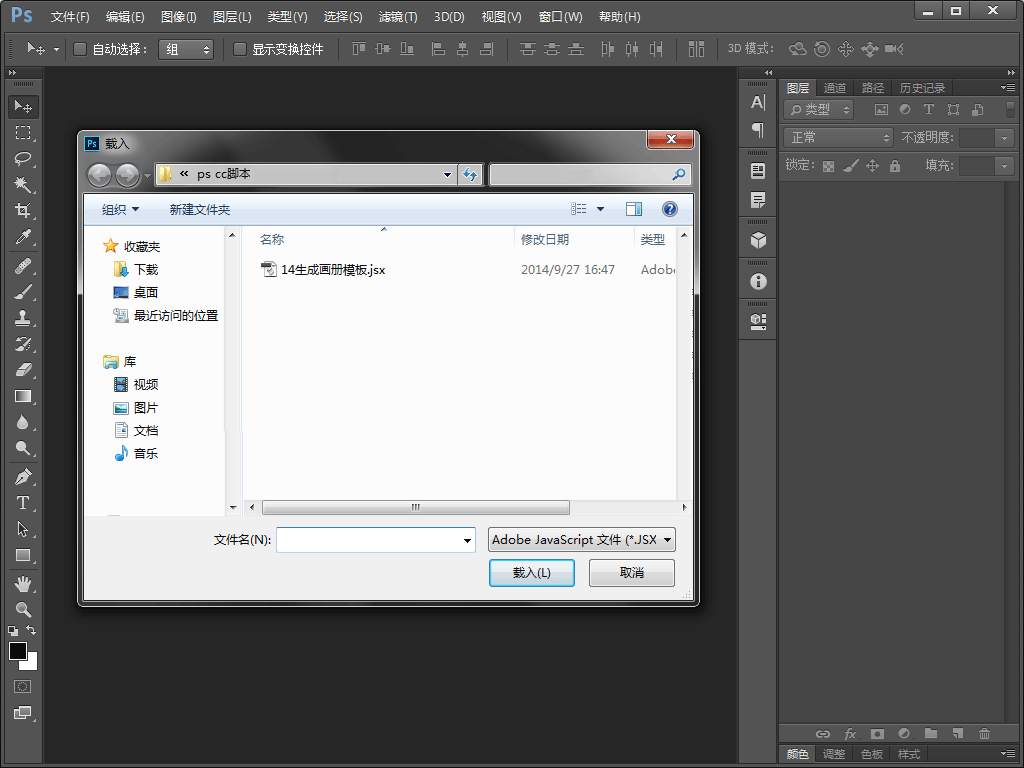 Ps 文件(F) 编辑(E) 图像(I) 图层(L) 类型(Y) 选择(S) 滤镜(T) 3D(D) 视图(V) 窗口(W) 帮助(H)
自动选择： 组 显示变换控件 3D 模式：
图层 通道 路径 历史记录
类型
正常 不透明度:
锁定: 填充:
Ps 载入
« ps cc脚本
组织 新建文件夹
名称 修改日期 类型
14生成画册模板.jsx 2014/9/27 16:47 Adob
收藏夹
下载
桌面
最近访问的位置
库
视频
图片
文档
音乐
文件名(N): Adobe JavaScript 文件 (*.JSX
载入(L) 取消
fx
颜色 调整 色板 样式